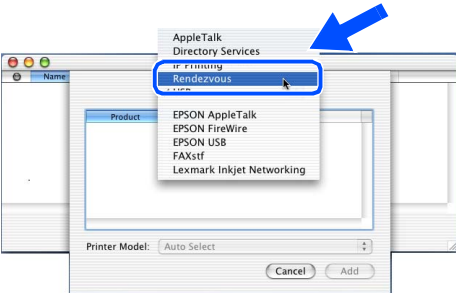 AppleTalk
Directory Services
IP Printing
Rendezvous
USB
Name
Product
EPSON AppleTalk
EPSON FireWire
EPSON USB
FAXstf
Lexmark Inkjet Networking
Printer Model: Auto Select
Cancel Add